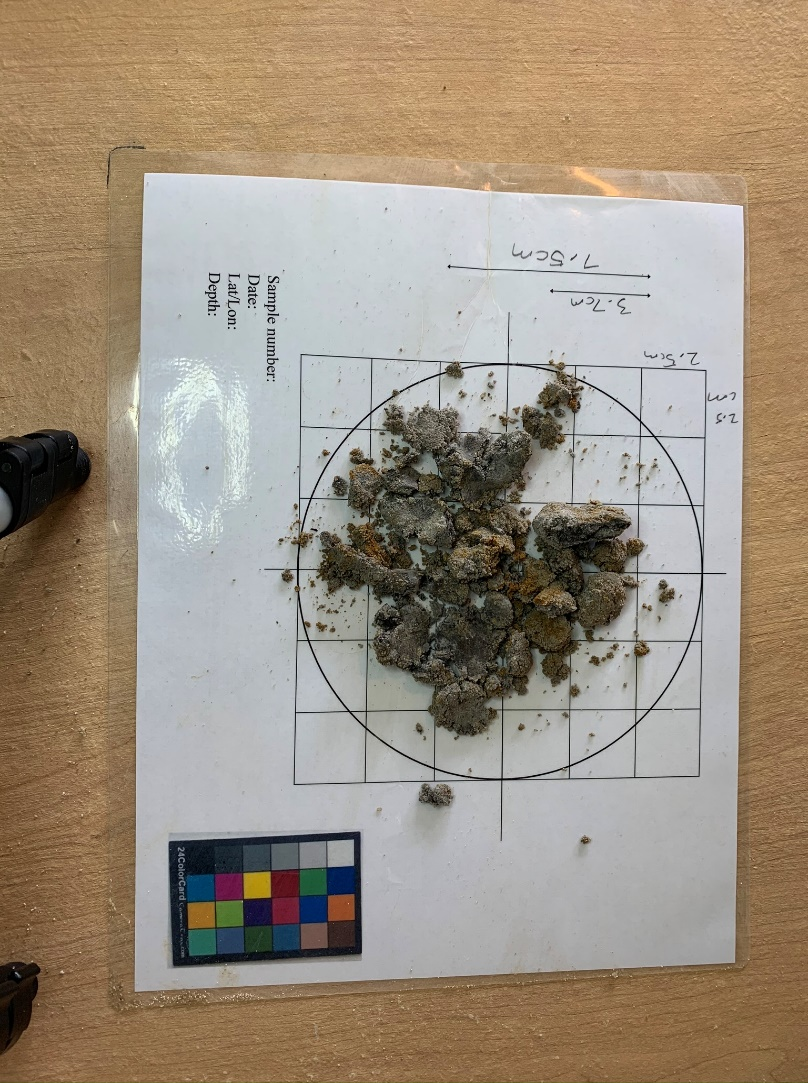 7.5cm
3.7cm
2.5cm
2.5
cm
Sample number:
Date:
Lat/Lon:
Depth:
24ColorCard